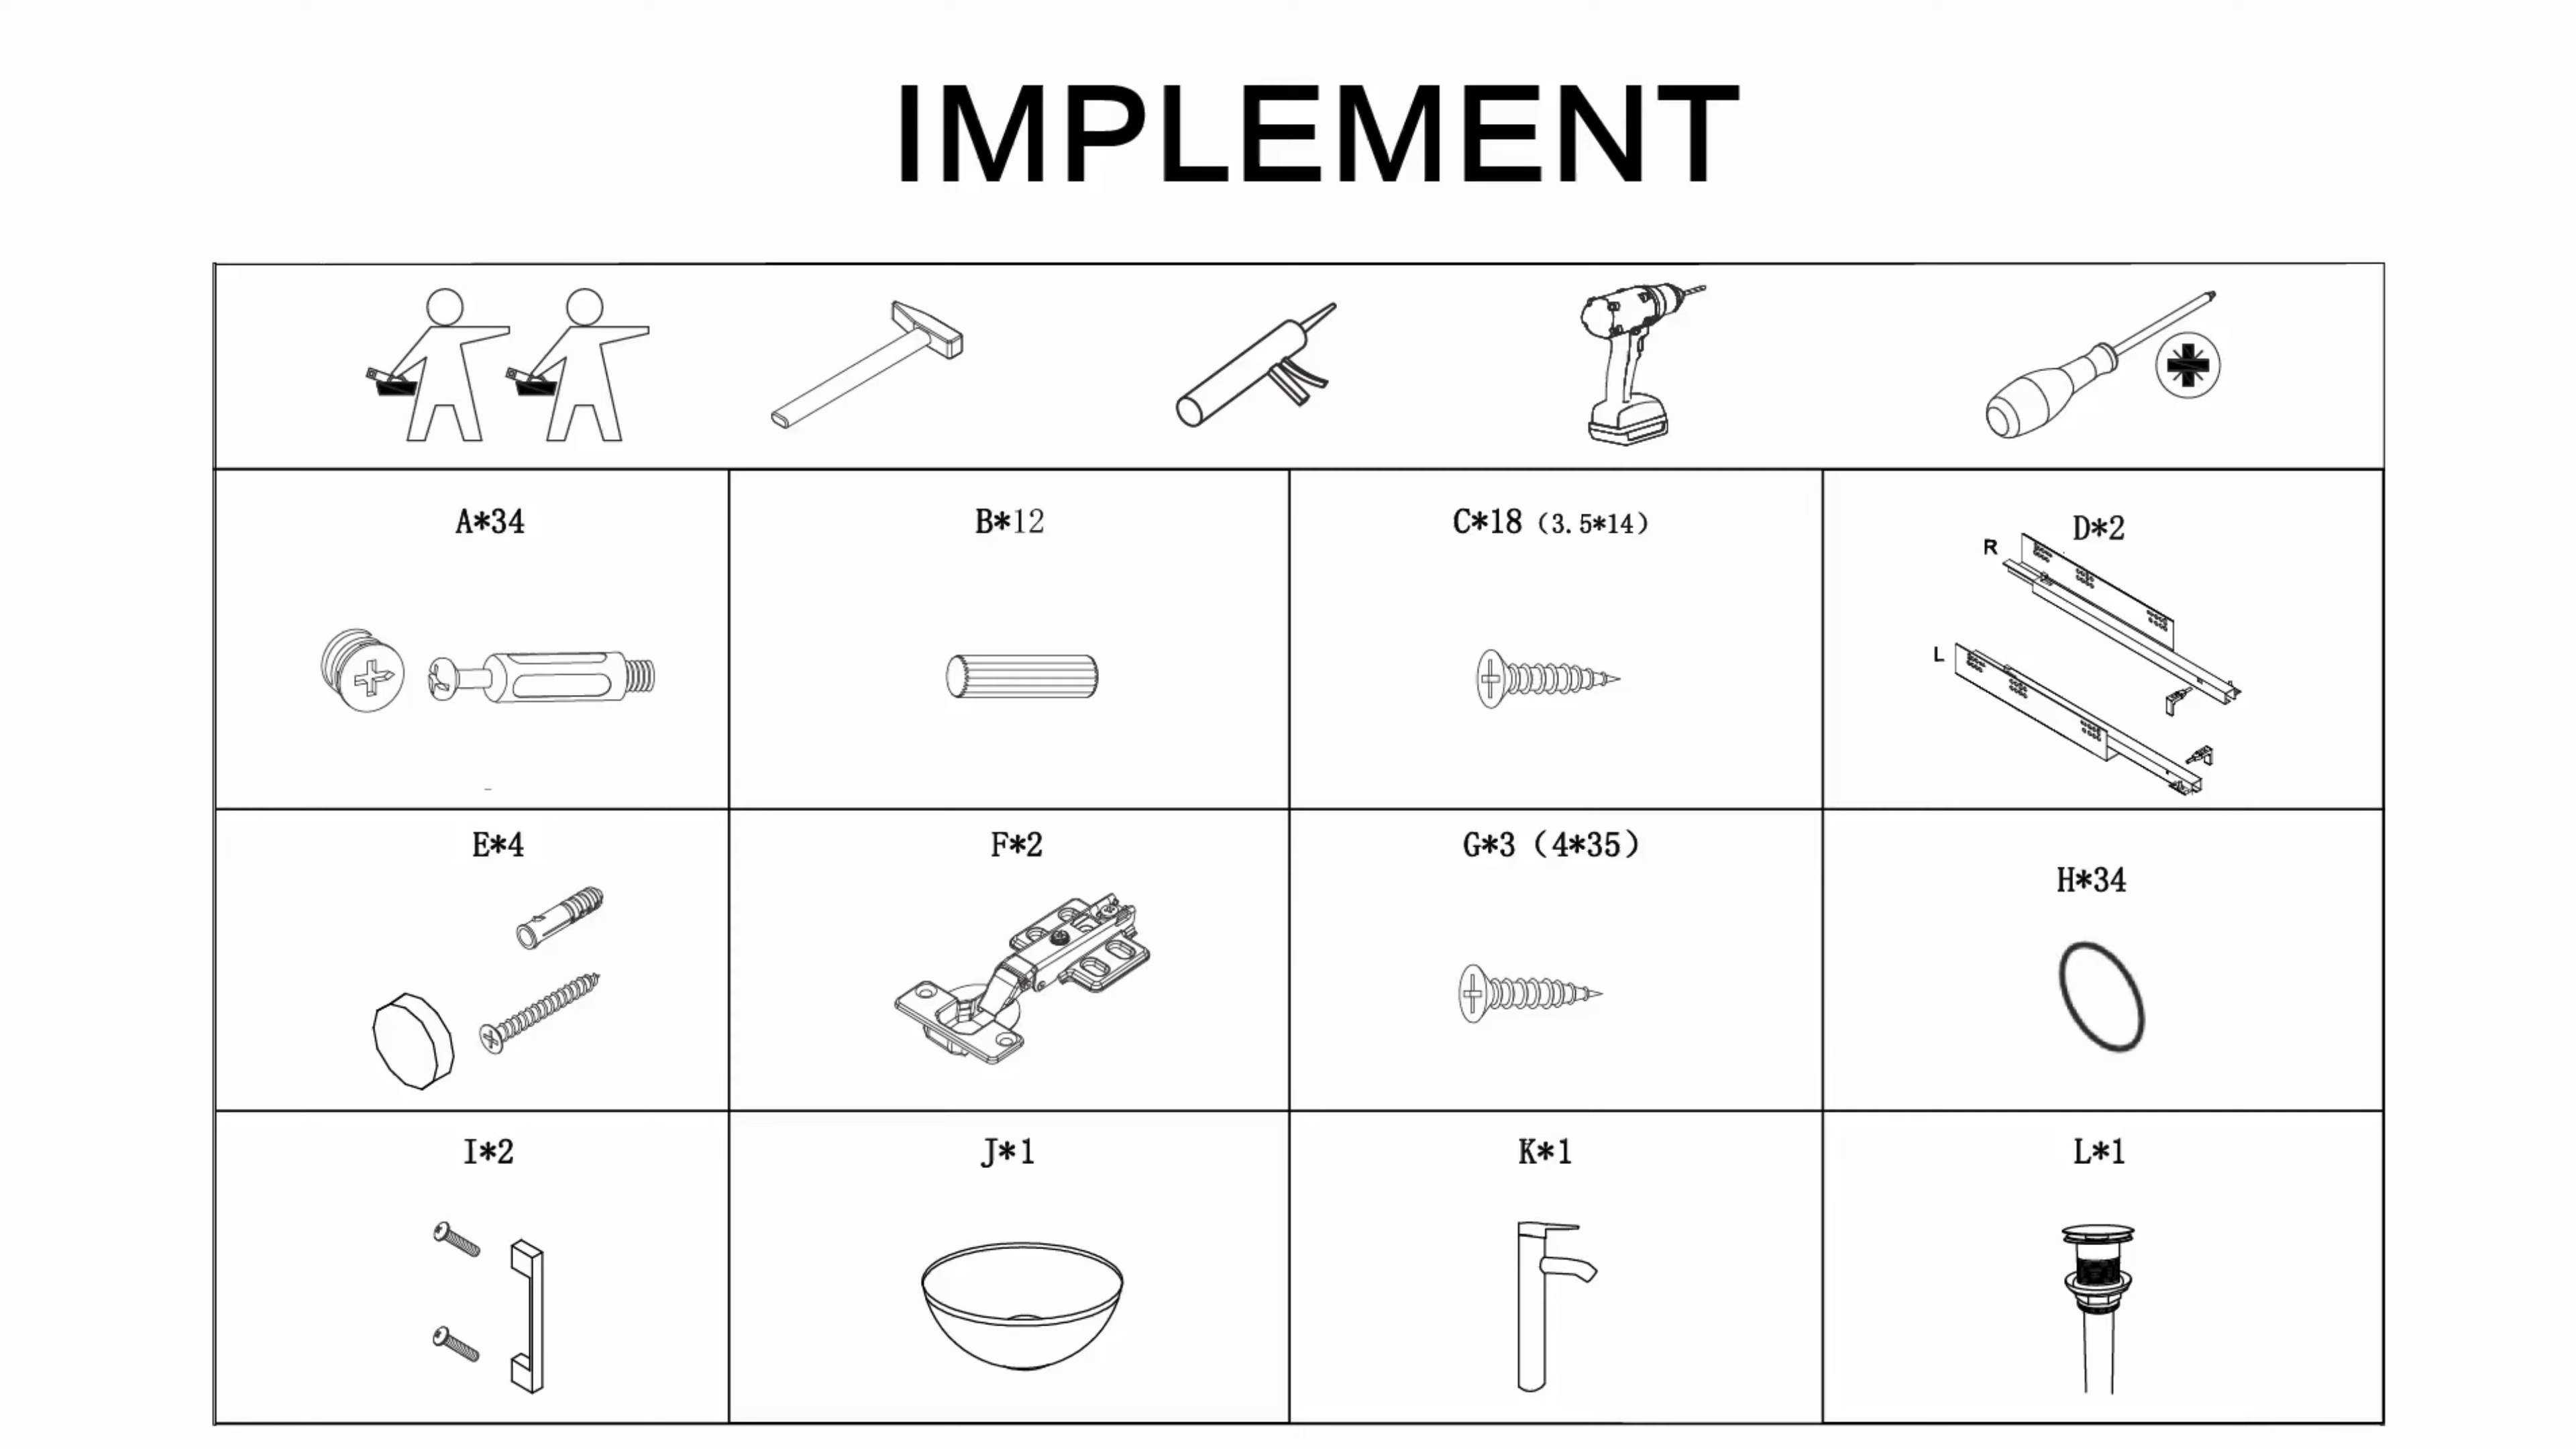 IMPLEMENT
A*34
B*12
C*18（3.5*14）
D*2
R
L
E*4
F*2
G*3（4*35）
H*34
I*2
J*1
K*1
L*1